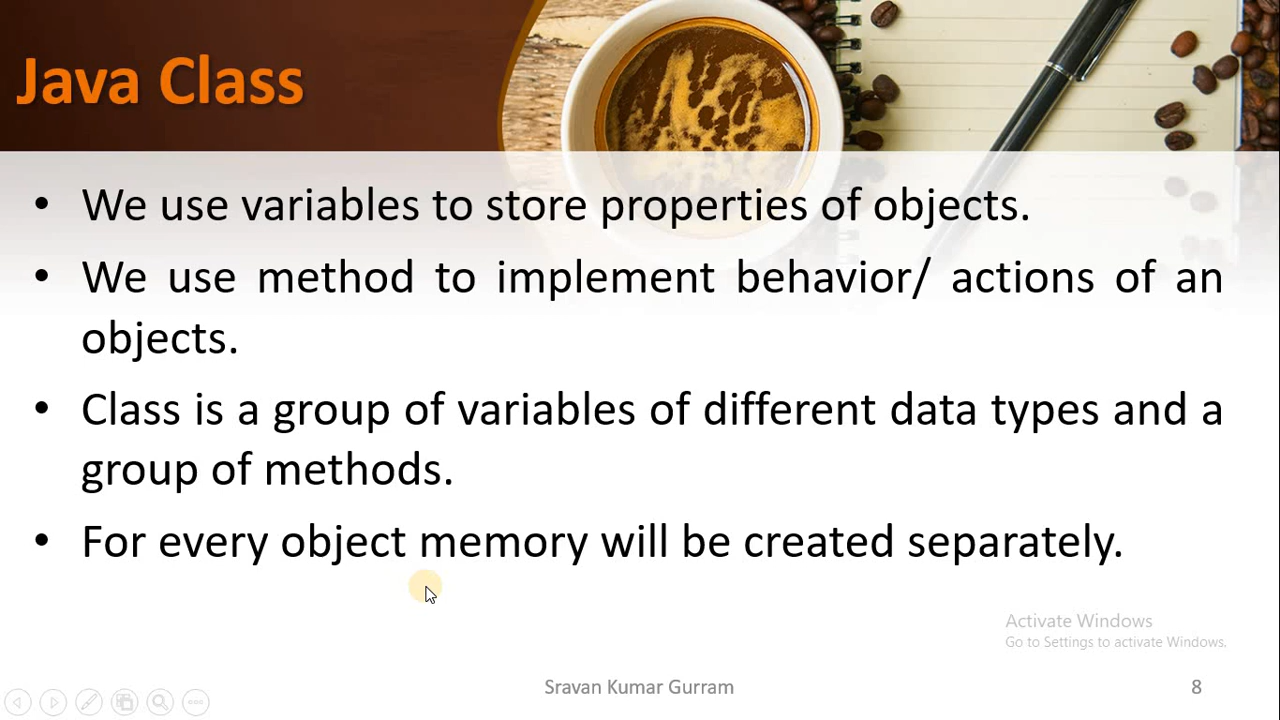 Java Class
• We use variables to store properties of objects.
• We use method to implement behavior/ actions of an
objects.
• Class is a group of variables of different data types and a
group of methods.
• For every object memory will be created separately.
Activate Windows
Go to Settings to activate Windows.
Sravan Kumar Gurram
8